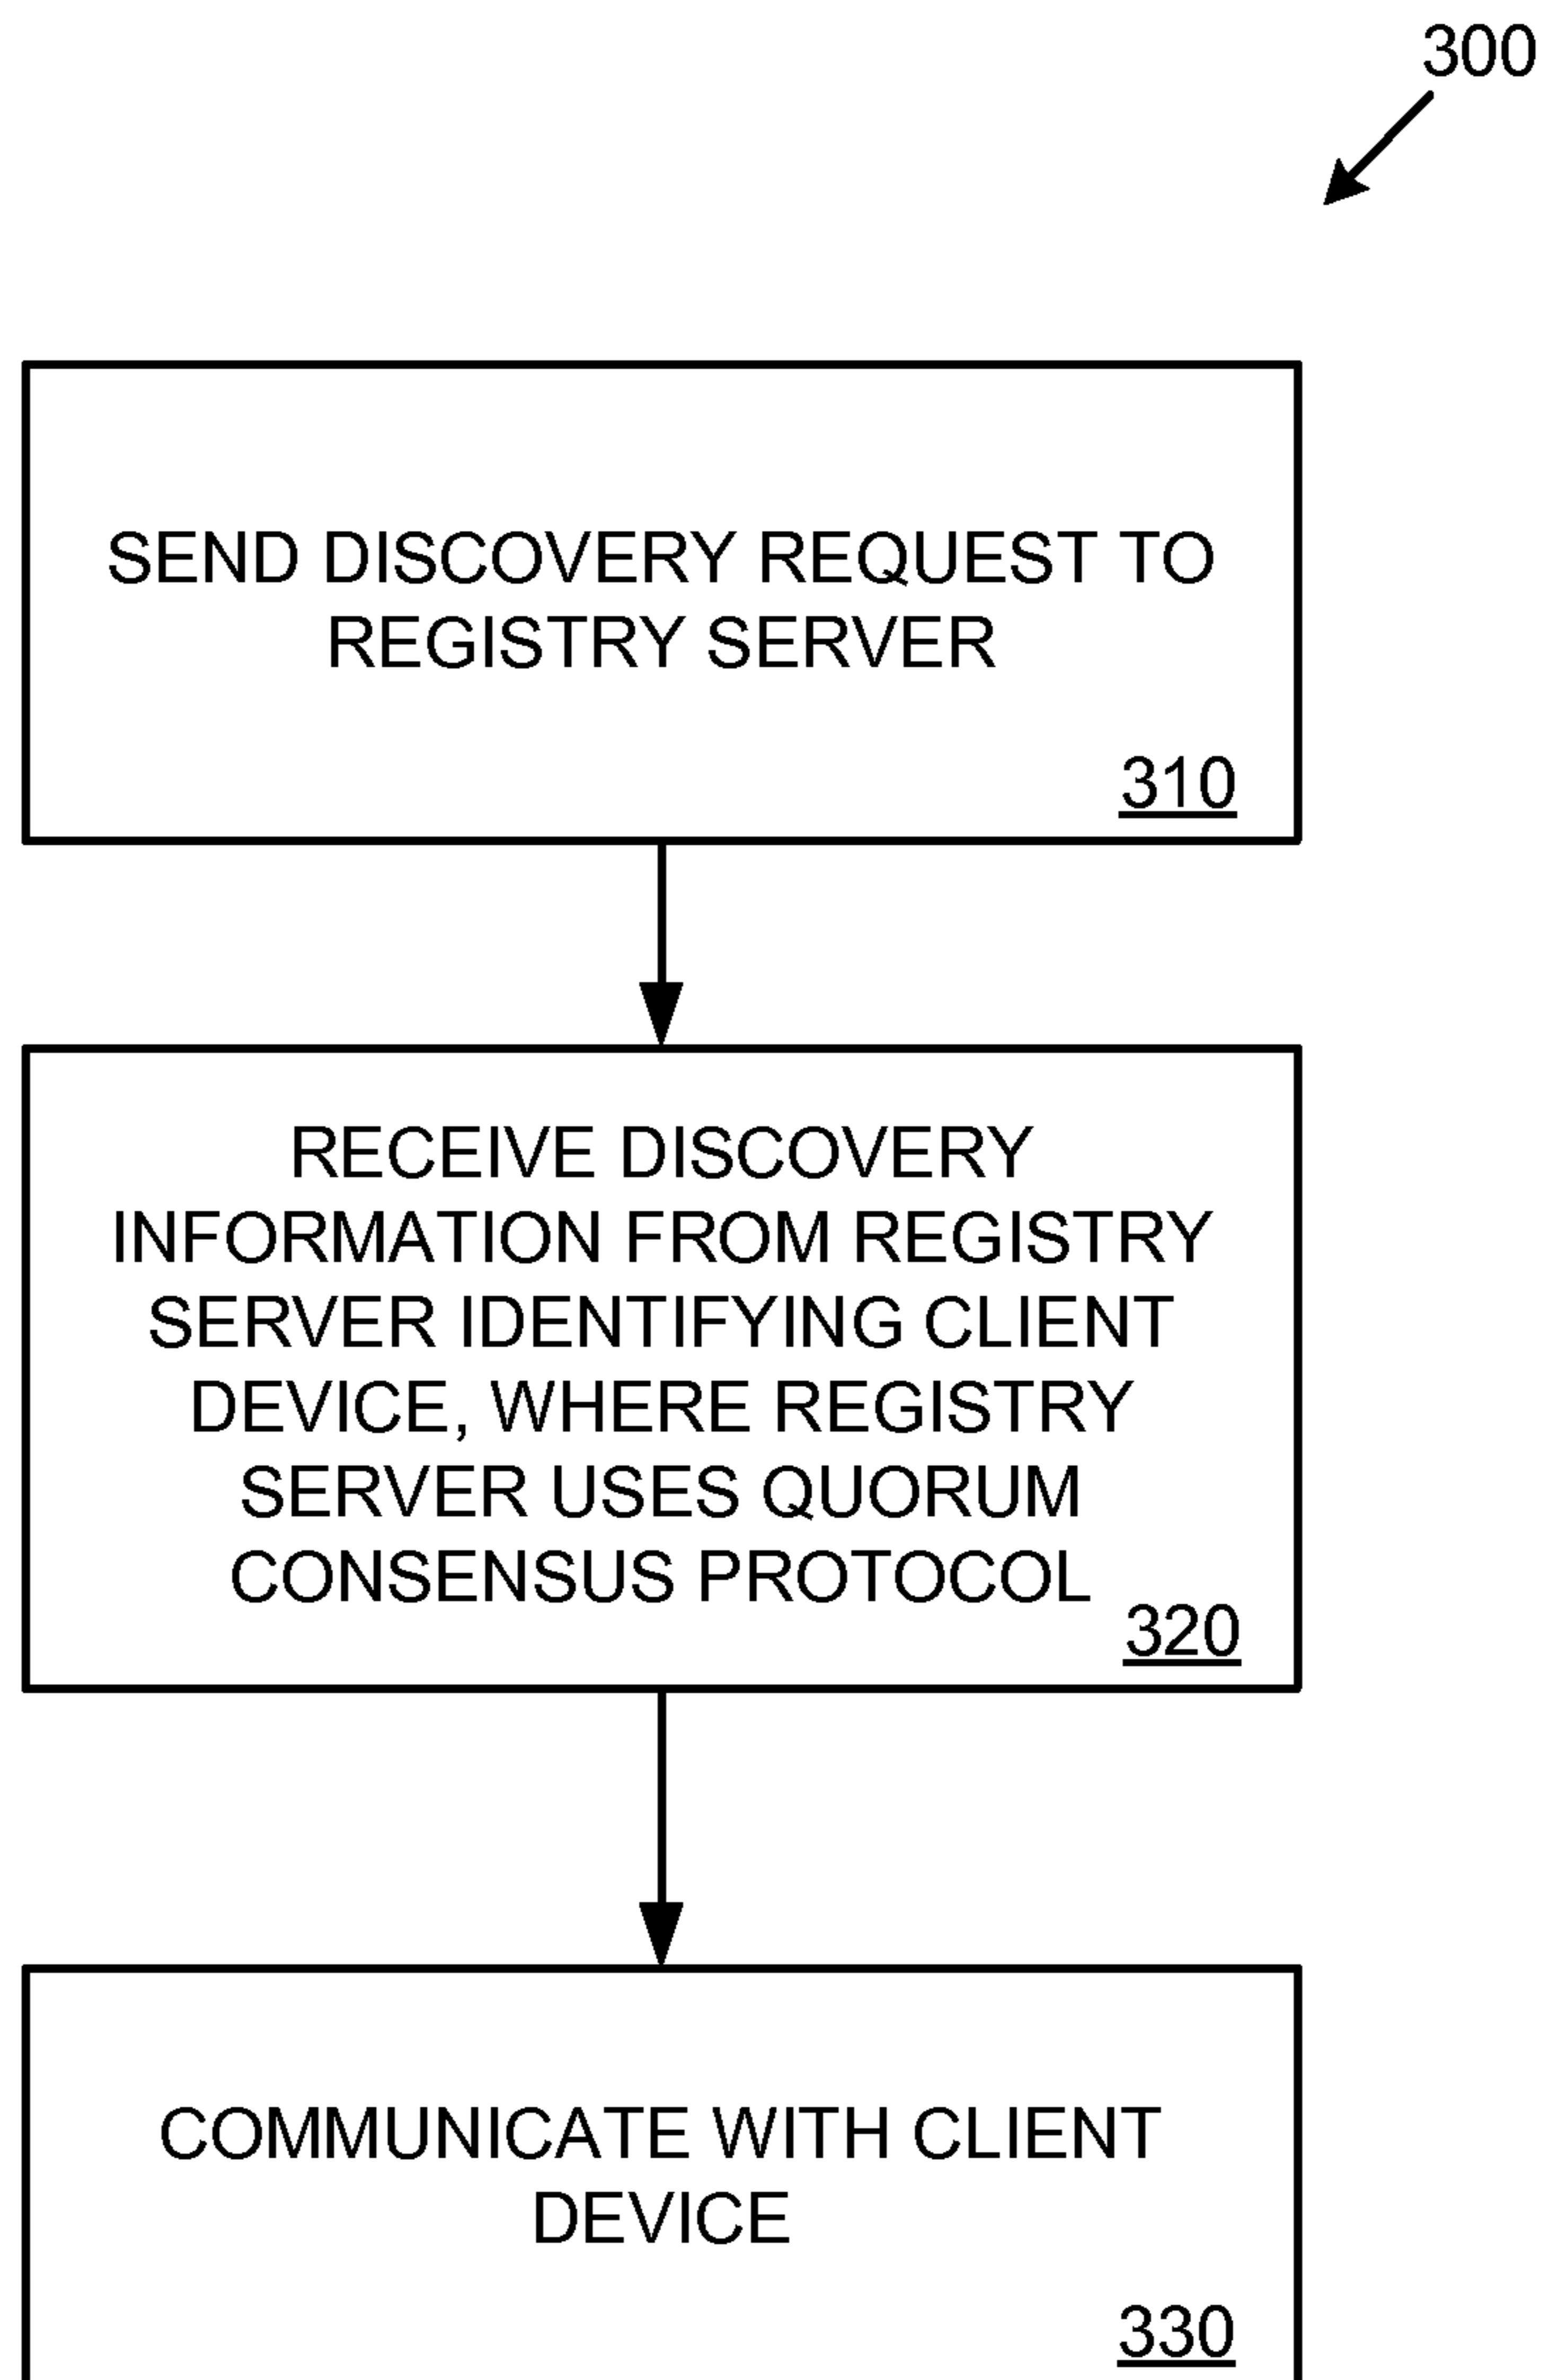 300
SEND DISCOVERY REQUEST TO
REGISTRY SERVER
310
RECEIVE DISCOVERY
INFORMATION FROM REGISTRY
SERVER IDENTIFYING CLIENT
DEVICE, WHERE REGISTRY
SERVER USES QUORUM
CONSENSUS PROTOCOL
320
COMMUNICATE WITH CLIENT
DEVICE
330